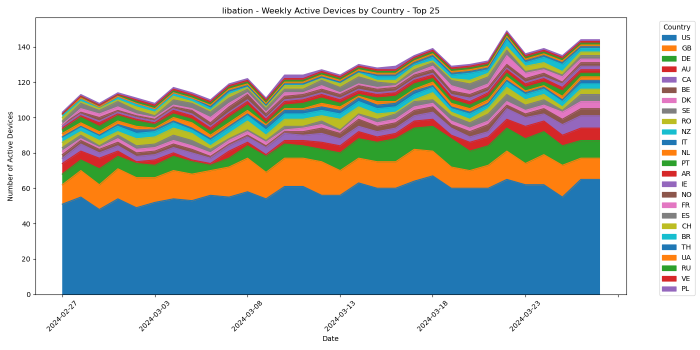 libation - Weekly Active Devices by Country - Top 25
Number of Active Devices
140
120
100
80
60
40
20
0
2024-02-27
2024-03-03
2024-03-08
2024-03-13
2024-03-18
2024-03-23
Date
Country
US
GB
DE
AU
CA
BE
DK
SE
RO
NZ
IT
NL
PT
AR
IE
NO
FR
ES
CH
BR
TH
UA
RU
VE
PL